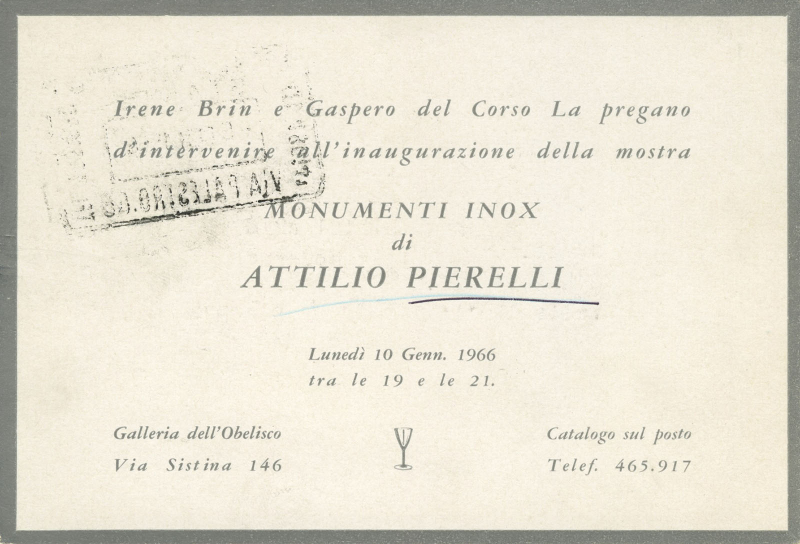 Irene Brin e Gaspero del Corso La pregano
d'intervenire all'inaugurazione della mostra
VIA PALESTRO.
MONUMENTI INOX
di
ATTILIO PIERELLI
Lunedì 10 Genn. 1966
tra le 19 e le 21.
Galleria dell'Obelisco
Via Sistina 146
Catalogo sul posto
Telef. 465.917